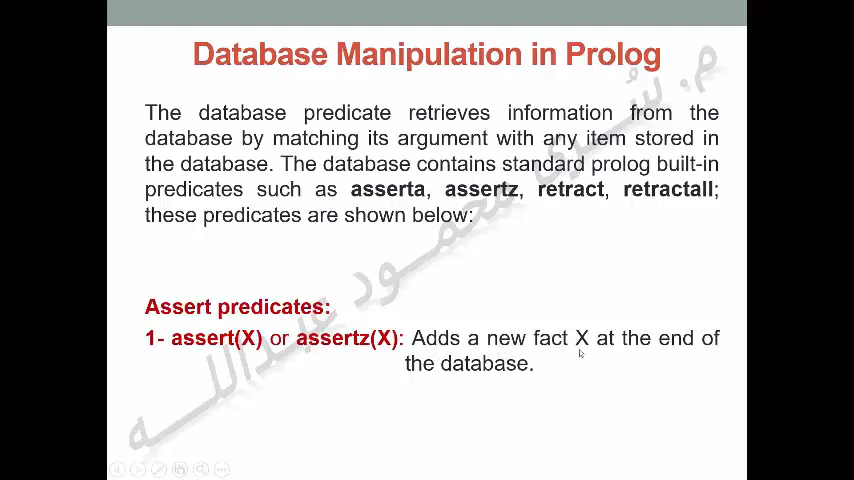 Database Manipulation in Prolog
The database predicate retrieves information from the
database by matching its argument with any item stored in
the database. The database contains standard prolog built-in
predicates such as asserta, assertz, retract, retractall;
these predicates are shown below:
Assert predicates:
1- assert(X) or assertz(X): Adds a new fact X at the end of
the database.
م. شرى محمود عبدالله